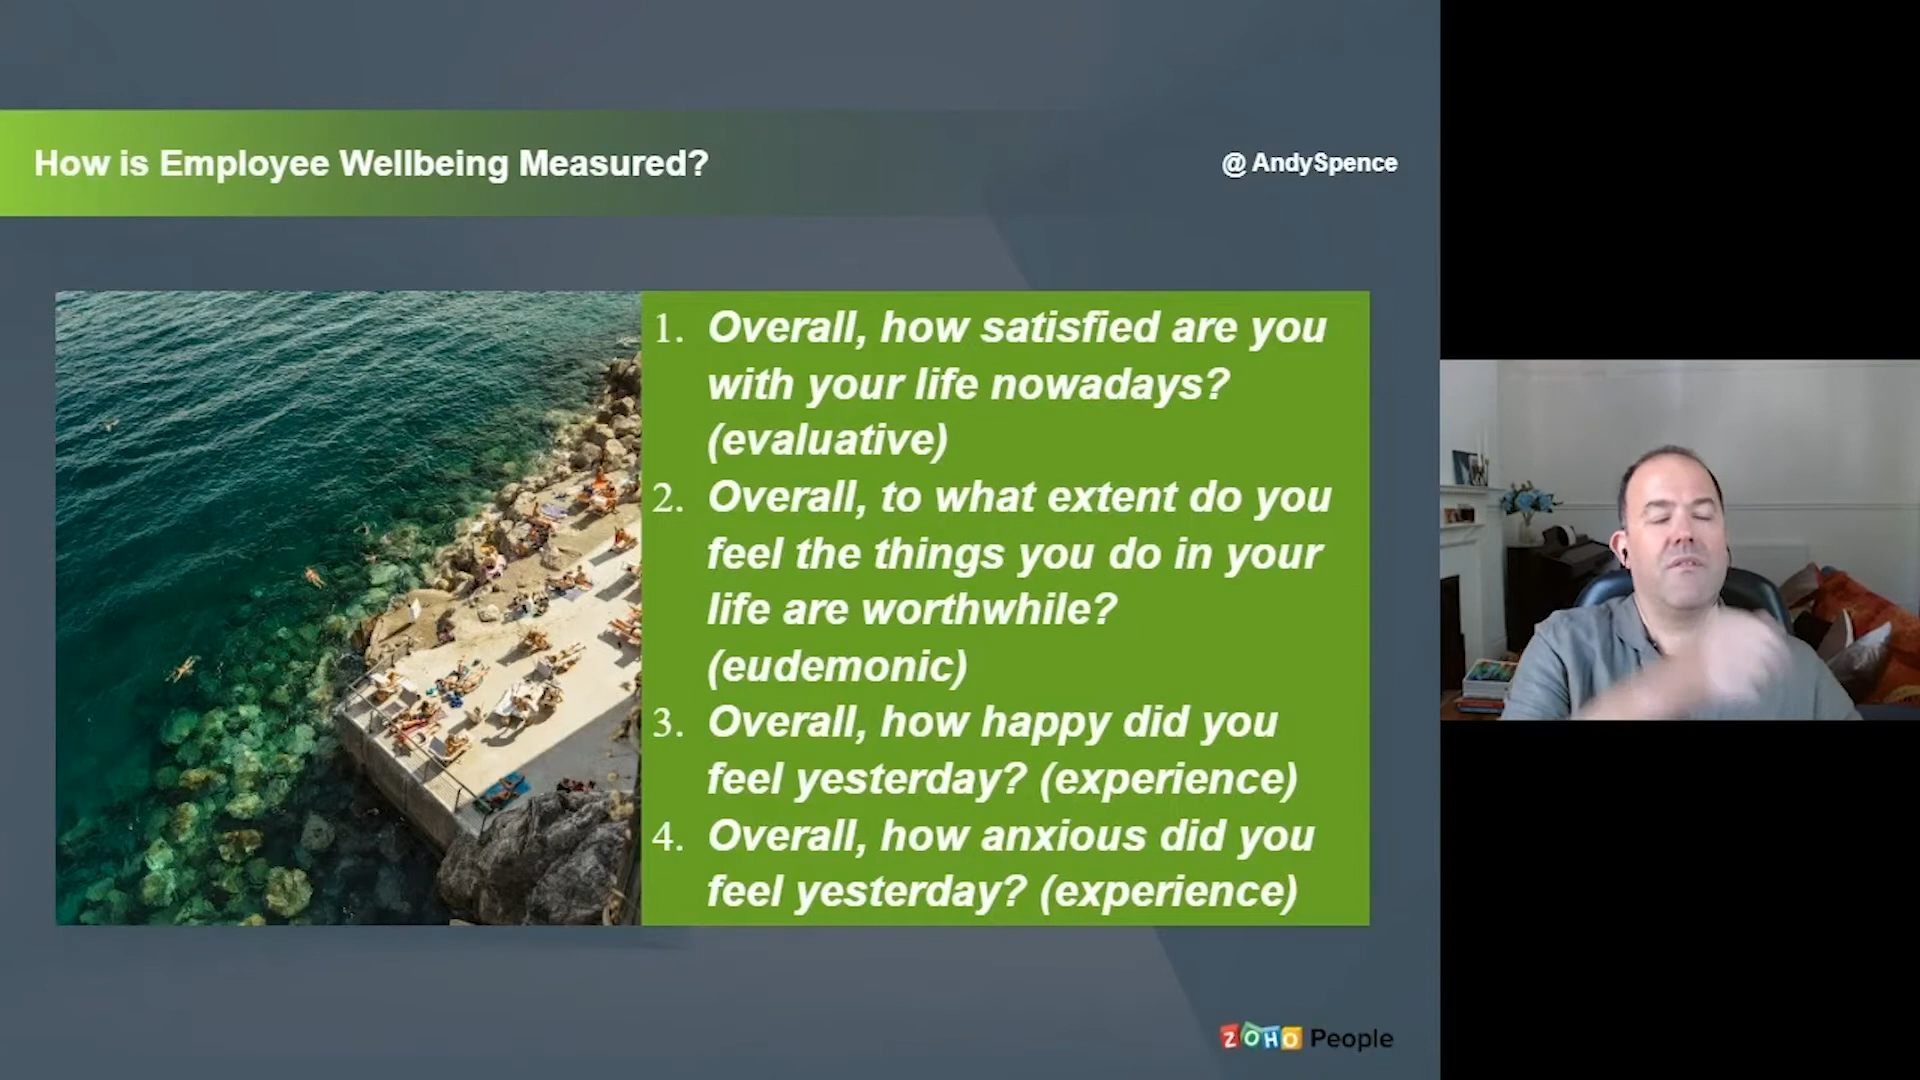 How is Employee Wellbeing Measured?
@ AndySpence
1. Overall, how satisfied are you
with your life nowadays?
(evaluative)
2. Overall, to what extent do you
feel the things you do in your
life are worthwhile?
(eudemonic)
3. Overall, how happy did you
feel yesterday? (experience)
4. Overall, how anxious did you
feel yesterday? (experience)
ZOHO People